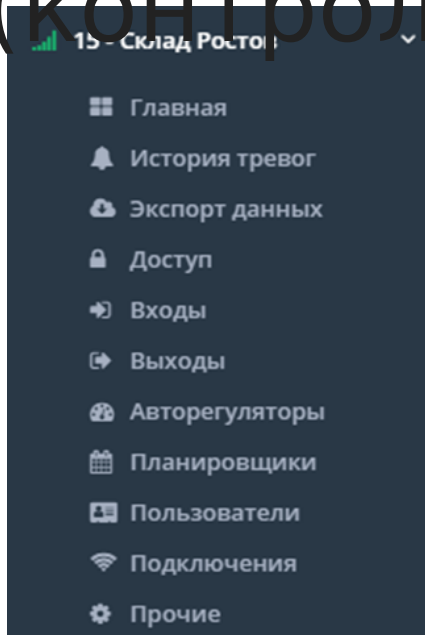 (контрол
15 - Склад Ростов
Главная
История тревог
Экспорт данных
Доступ
Входы
Выходы
Авторегуляторы
Планировщики
Пользователи
Подключения
Прочие